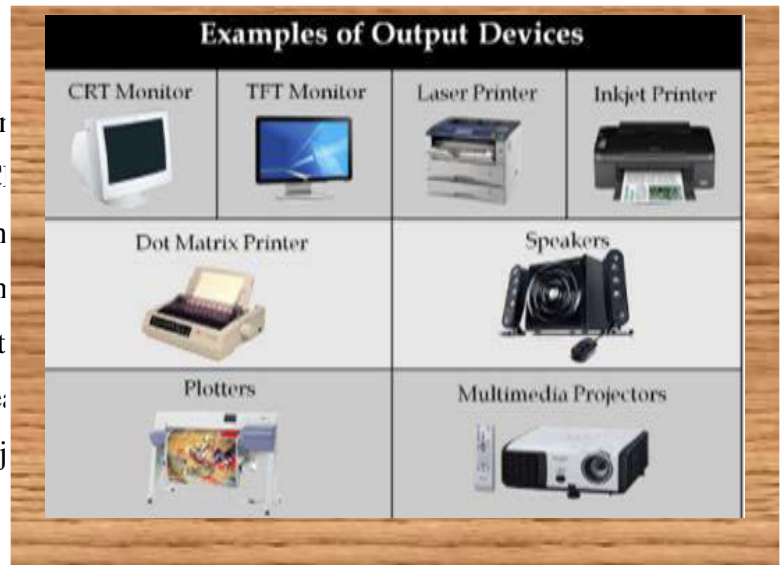 Examples of Output Devices
CRT Monitor
TFT Monitor
Laser Printer
Inkjet Printer
Dot Matrix Printer
Speakers
Plotters
Multimedia Projectors